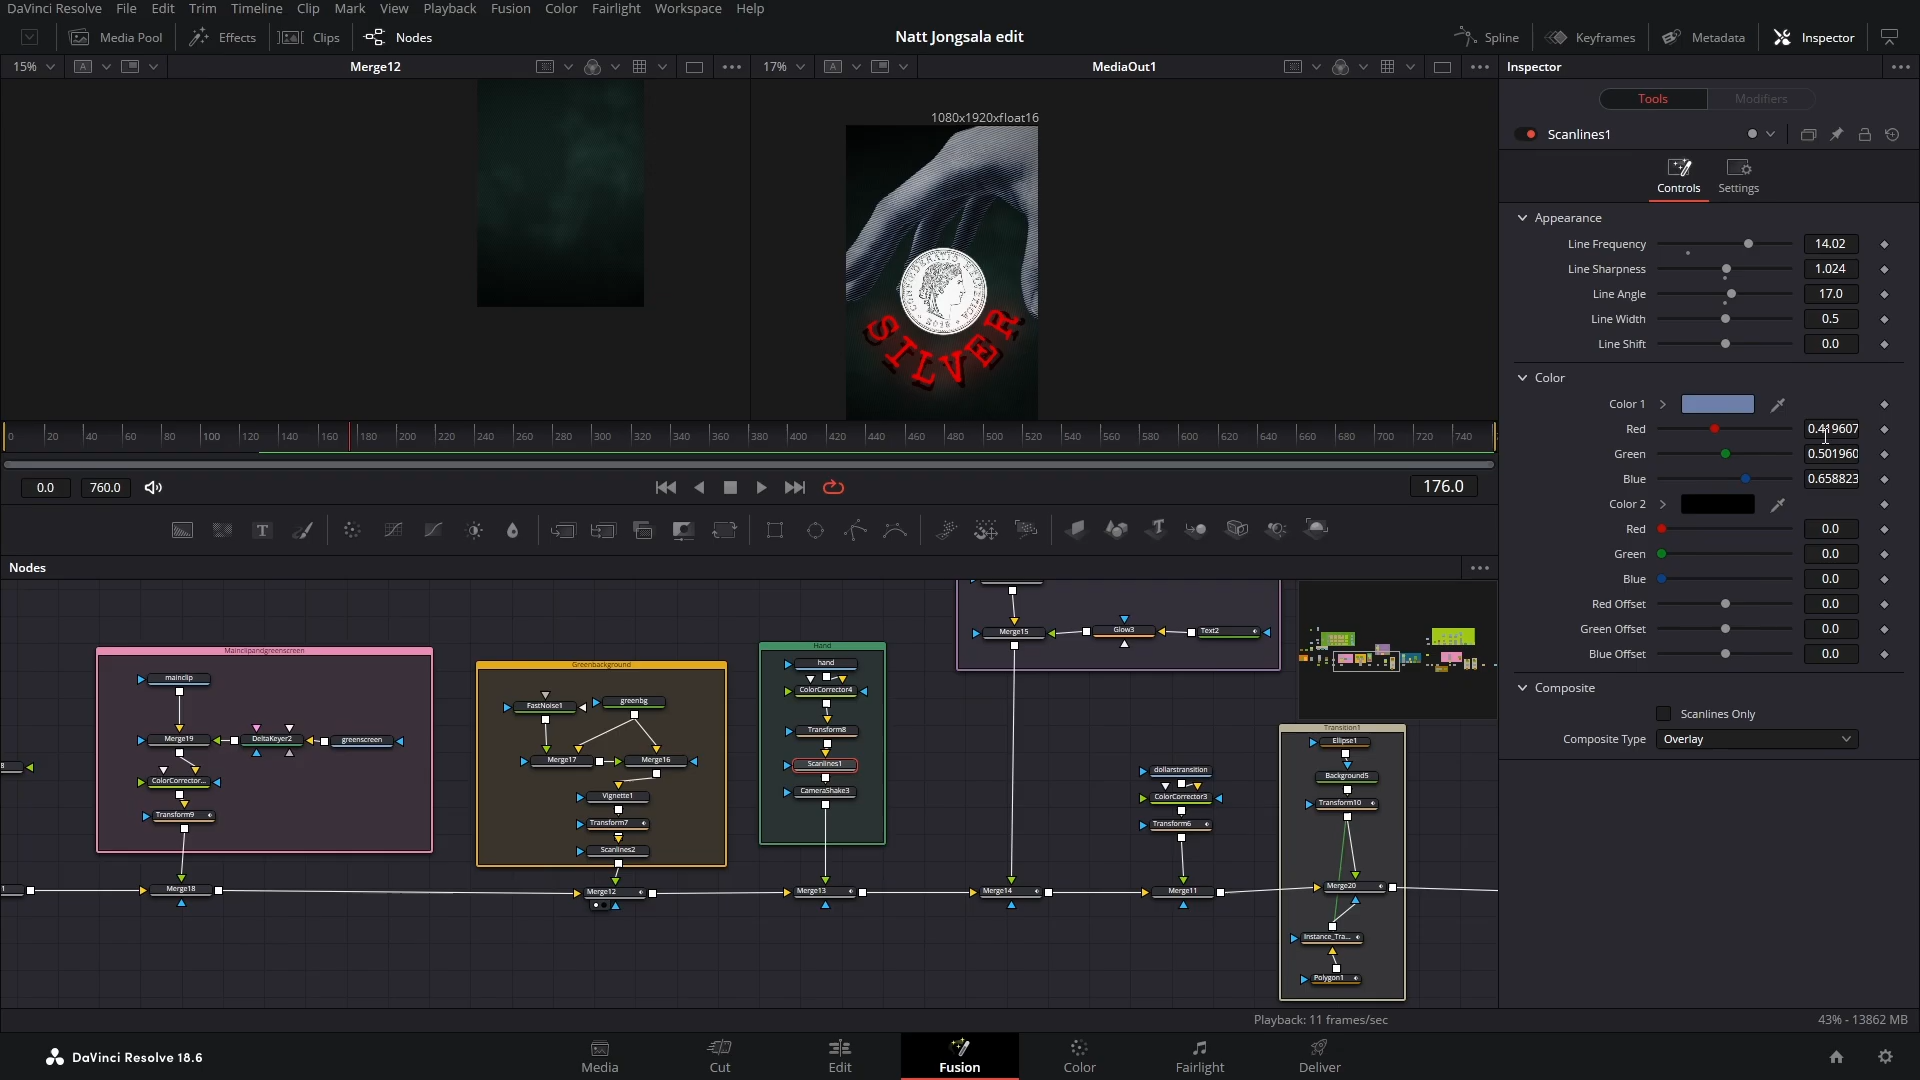 DaVinci Resolve File Edit Trim Timeline Clip Mark View Playback Fusion Color Fairlight Workspace Help
Media Pool Effects Clips Nodes Natt Jongsala edit Spline Keyframes Metadata Inspector
15% A Merge12 17% A MediaOut1 Inspector
Tools Modifiers
1080x1920xfloat16
SILVER
Scanlines1
Controls Settings
Appearance
Line Frequency 14.02
Line Sharpness 1.024
Line Angle 17.0
Line Width 0.5
Line Shift 0.0
Color
Color 1
Red 0.419607
Green 0.501960
Blue 0.658823
Color 2
Red 0.0
Green 0.0
Blue 0.0
Red Offset 0.0
Green Offset 0.0
Blue Offset 0.0
Composite
Scanlines Only
Composite Type Overlay
0 20 40 60 80 100 120 140 160 180 200 220 240 260 280 300 320 340 360 380 400 420 440 460 480 500 520 540 560 580 600 620 640 660 680 700 720 740
0.0 760.0 176.0
T
Nodes
Mainclipandgreenscreen
mainclip
Merge19 DeltaKeyer2 greenscreen
ColorCorrector...
Transform9
Merge18
Greenbackground
FastNoise1 greenbg
Merge17 Merge16
Vignette1
Transform7
Scanlines2
Merge12
Hand
hand
ColorCorrector4
Transform8
Scanlines1
CameraShake3
Merge13
Merge15 Glow3 Text2
Merge14
dollarstransition
ColorCorrector3
Transform6
Merge11
Transition1
Ellipse1
Background5
Transform10
Merge20
Instance_Tra...
Polygon1
Playback: 11 frames/sec 43% - 13862 MB
DaVinci Resolve 18.6 Media Cut Edit Fusion Color Fairlight Deliver